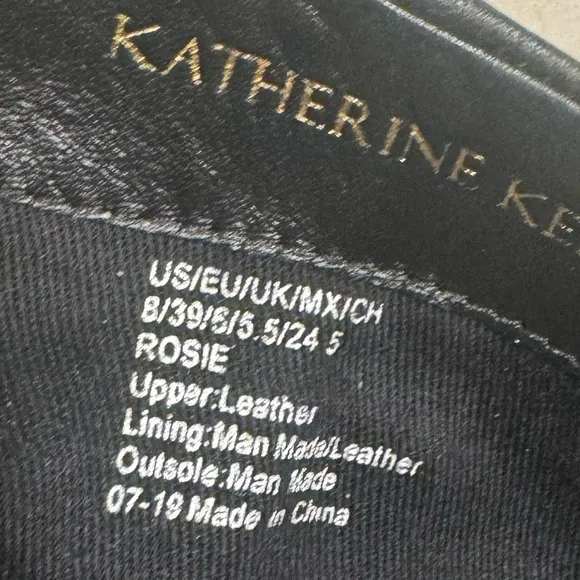 KATHERINE KE
US/EU/UK/MX/CH
8/39/6/5.5/24 5
ROSIE
Upper:Leather
Lining:Man Made/Leather
Outsole:Man Made
07-19 Made in China